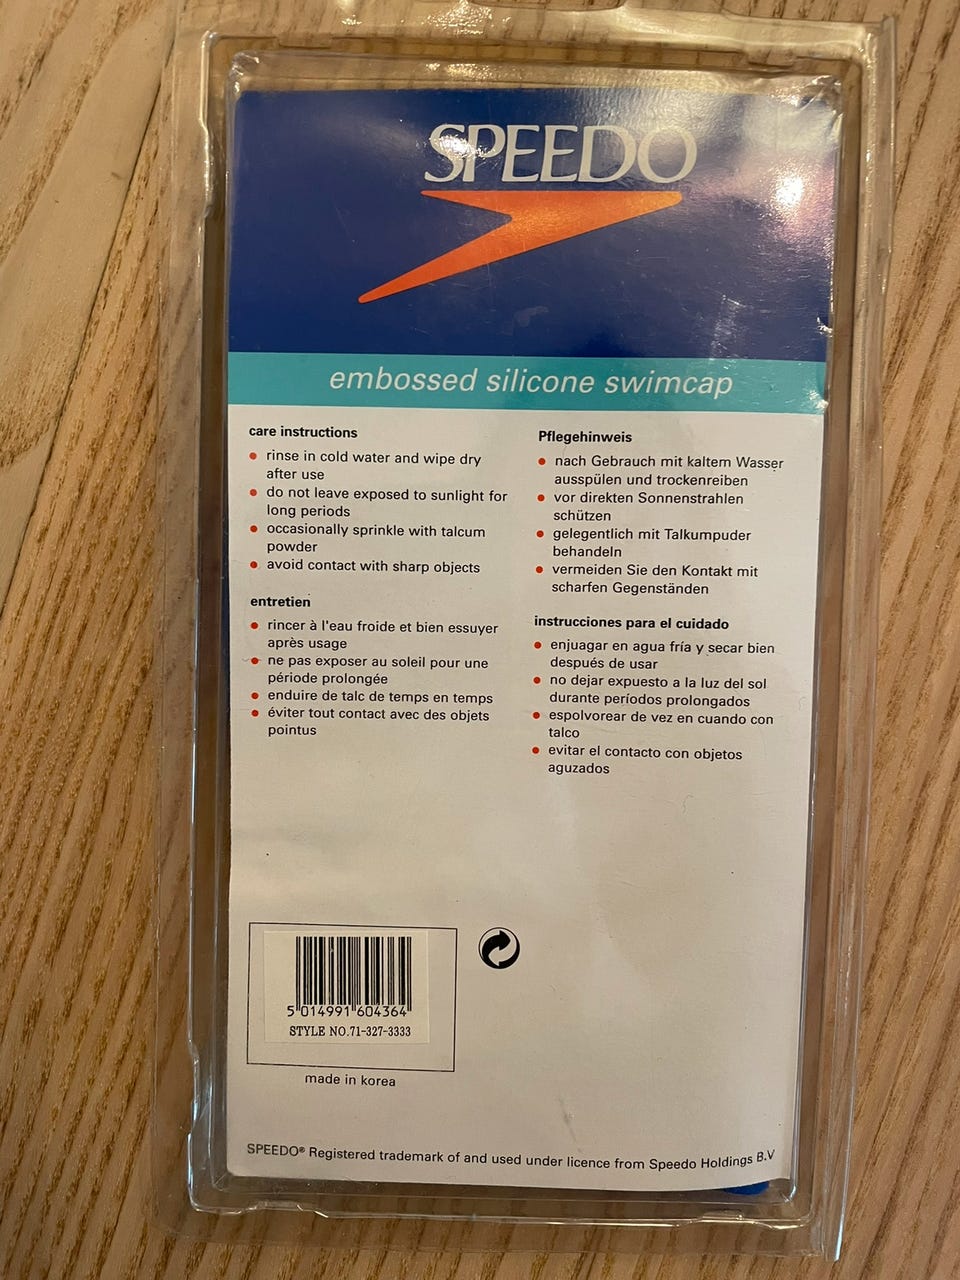 SPEEDO
embossed silicone swimcap
care instructions
• rinse in cold water and wipe dry
after use
• do not leave exposed to sunlight for
long periods
• occasionally sprinkle with talcum
powder
• avoid contact with sharp objects
entretien
• rincer à l'eau froide et bien essuyer
après usage
• ne pas exposer au soleil pour une
période prolongée
• enduire de talc de temps en temps
• éviter tout contact avec des objets
pointus
Pflegehinweis
• nach Gebrauch mit kaltem Wasser
ausspülen und trockenreiben
• vor direkten Sonnenstrahlen
schützen
• gelegentlich mit Talkumpuder
behandeln
• vermeiden Sie den Kontakt mit
scharfen Gegenständen
instrucciones para el cuidado
• enjuagar en agua fría y secar bien
después de usar
• no dejar expuesto a la luz del sol
durante períodos prolongados
• espolvorear de vez en cuando con
talco
• evitar el contacto con objetos
aguzados
5 014991 604364
STYLE NO.71-327-3333
made in korea
SPEEDO® Registered trademark of and used under licence from Speedo Holdings B.V